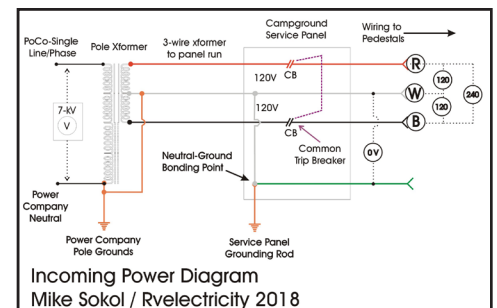 Campground
Service Panel
Wiring to
Pedestals
PoCo-Single
Line/Phase
Pole Xformer
3-wire xformer
to panel run
120V
CB
R
120
7-kV
V
W
240
120V
120
B
CB
Common
Trip Breaker
0V
Neutral-Ground
Bonding Point
Power
Company
Neutral
Power Company
Pole Grounds
Service Panel
Grounding Rod
Incoming Power Diagram
Mike Sokol / Rvelectricity 2018